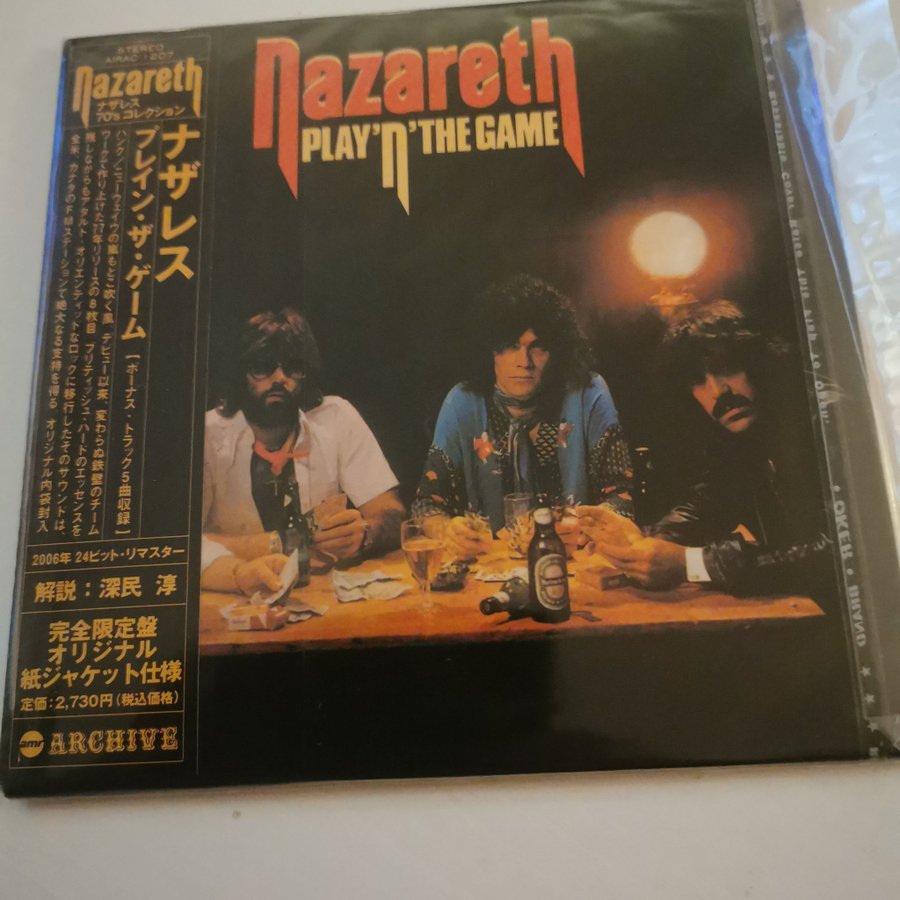 STEREO
AIRAC-1207
nazareth
ナザレス
70's コレクション
ナザレス
プレイン・ザ・ゲーム [ボーナス・トラック5曲収録]
パンク/ニューウェイヴの嵐もどこ吹く風、デビュー以来、変わらぬ鉄壁のチーム
ワークで作り上げた77年リリースの8枚目。ブリティッシュ・ハードのエッセンスを
残しながらもアダルト・オリエンティッドなロックに移行したそのサウンドは、
全米、カナダのFMステーションで絶大なる支持を得る。オリジナル内袋封入
2006年 24ビット・リマスター
解説:深民 淳
完全限定盤
オリジナル
紙ジャケット仕様
定価:2,730円(税込価格)
amr ARCHIVE
nazareth
PLAY'n'THE GAME